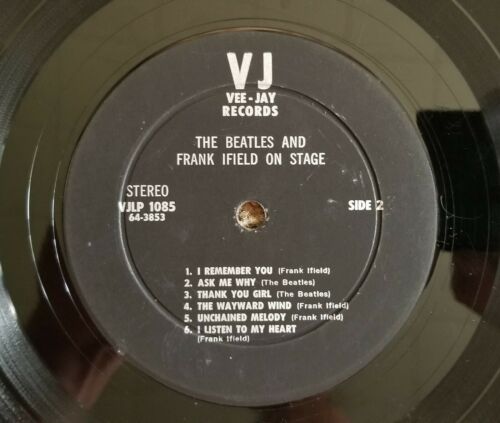 VJ
VEE-JAY
RECORDS
THE BEATLES AND
FRANK IFIELD ON STAGE
STEREO
VJLP 1085
64-3853
SIDE 2
1. I REMEMBER YOU (Frank Ifield)
2. ASK ME WHY (The Beatles)
3. THANK YOU GIRL (The Beatles)
4. THE WAYWARD WIND (Frank Ifield)
5. UNCHAINED MELODY (Frank Ifield)
6. I LISTEN TO MY HEART
(Frank Ifield)